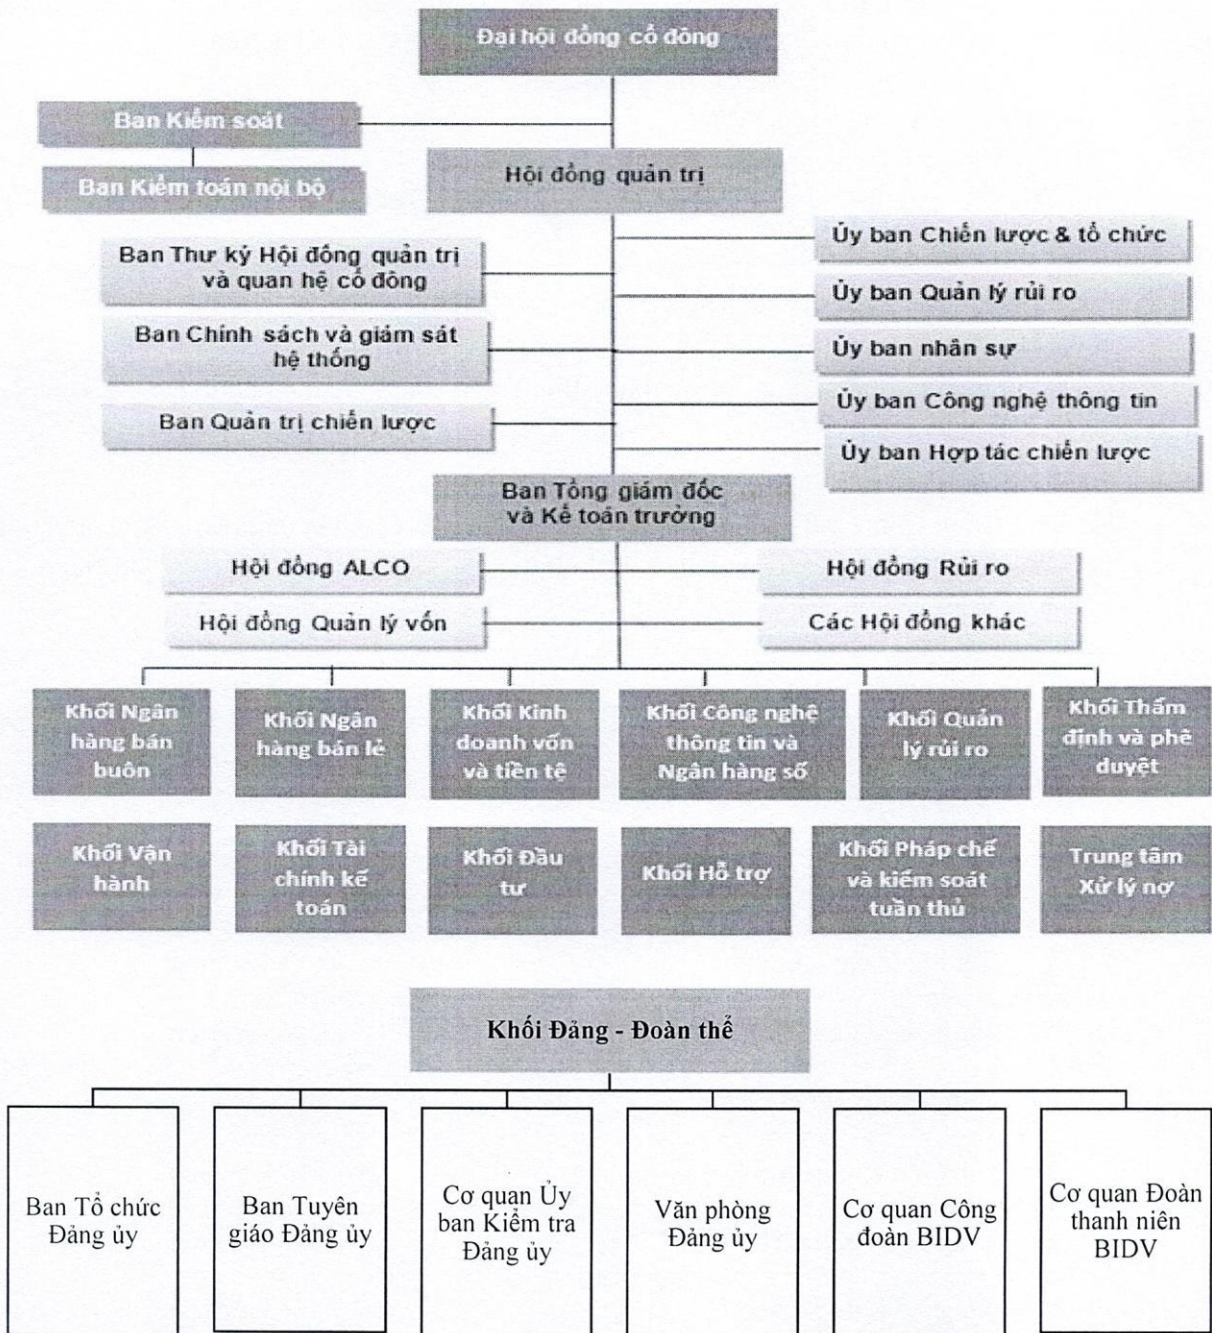 Đại hội đồng cổ đông
Ban Kiểm soát
Ban Kiểm toán nội bộ
Hội đồng quản trị
Ban Thư ký Hội đồng quản trị
và quan hệ cổ đông
Ban Chính sách và giám sát
hệ thống
Ban Quản trị chiến lược
Ủy ban Chiến lược & tổ chức
Ủy ban Quản lý rủi ro
Ủy ban nhân sự
Ủy ban Công nghệ thông tin
Ủy ban Hợp tác chiến lược
Ban Tổng giám đốc
và Kế toán trưởng
Hội đồng ALCO
Hội đồng Rủi ro
Hội đồng Quản lý vốn
Các Hội đồng khác
Khối Ngân
hàng bán
buôn
Khối Ngân
hàng bán lẻ
Khối Kinh
doanh vốn
và tiền tệ
Khối Công nghệ
thông tin và
Ngân hàng số
Khối Quản
lý rủi ro
Khối Thẩm
định và phê
duyệt
Khối Vận
hành
Khối Tài
chính kế
toán
Khối Đầu
tư
Khối Hỗ trợ
Khối Pháp chế
và kiểm soát
tuân thủ
Trung tâm
Xử lý nợ
Khối Đảng - Đoàn thể
Ban Tổ chức
Đảng ủy
Ban Tuyên
giáo Đảng ủy
Cơ quan Ủy
ban Kiểm tra
Đảng ủy
Văn phòng
Đảng ủy
Cơ quan Công
đoàn BIDV
Cơ quan Đoàn
thanh niên
BIDV